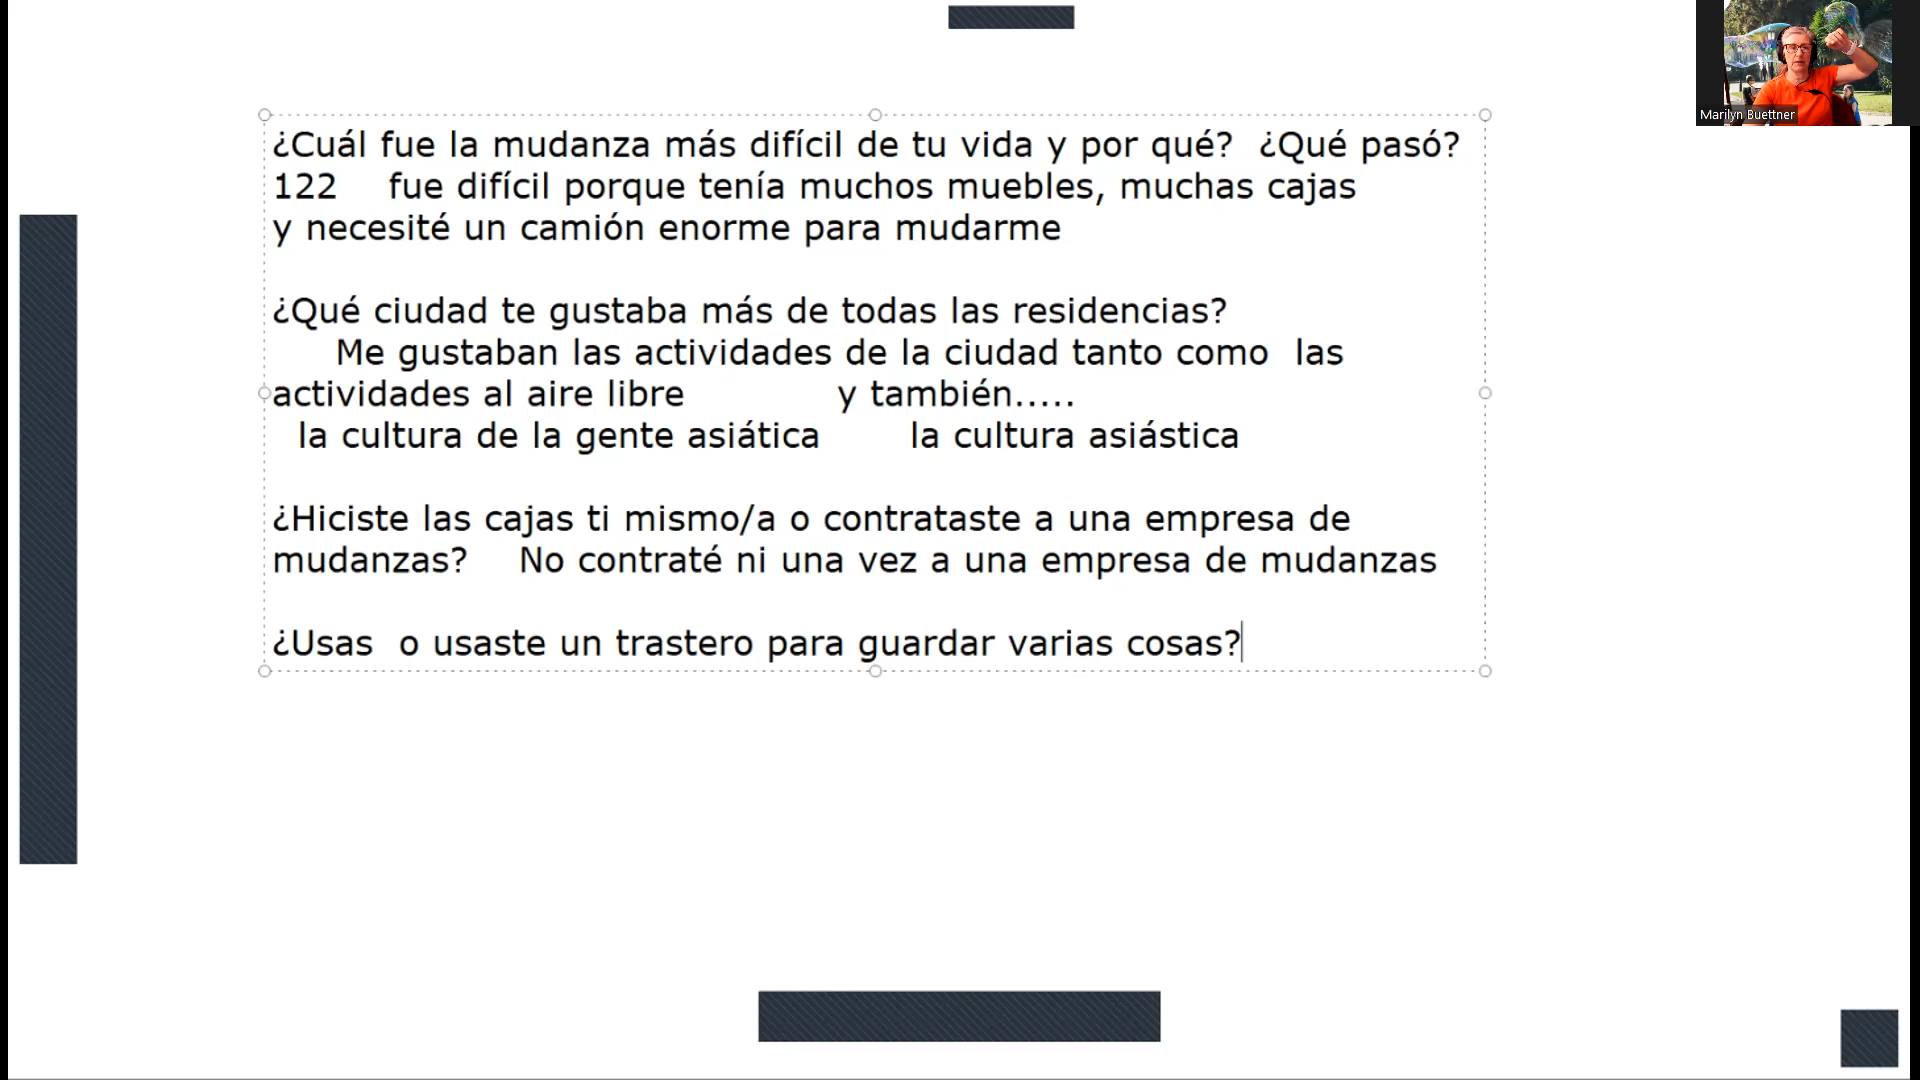 ¿Cuál fue la mudanza más difícil de tu vida y por qué?  ¿Qué pasó?
122    fue difícil porque tenía muchos muebles, muchas cajas
y necesité un camión enorme para mudarme
¿Qué ciudad te gustaba más de todas las residencias?
Me gustaban las actividades de la ciudad tanto como  las
actividades al aire libre            y también.....
la cultura de la gente asiática       la cultura asiástica
¿Hiciste las cajas ti mismo/a o contrataste a una empresa de
mudanzas?    No contraté ni una vez a una empresa de mudanzas
¿Usas  o usaste un trastero para guardar varias cosas?
Marilyn Buettner